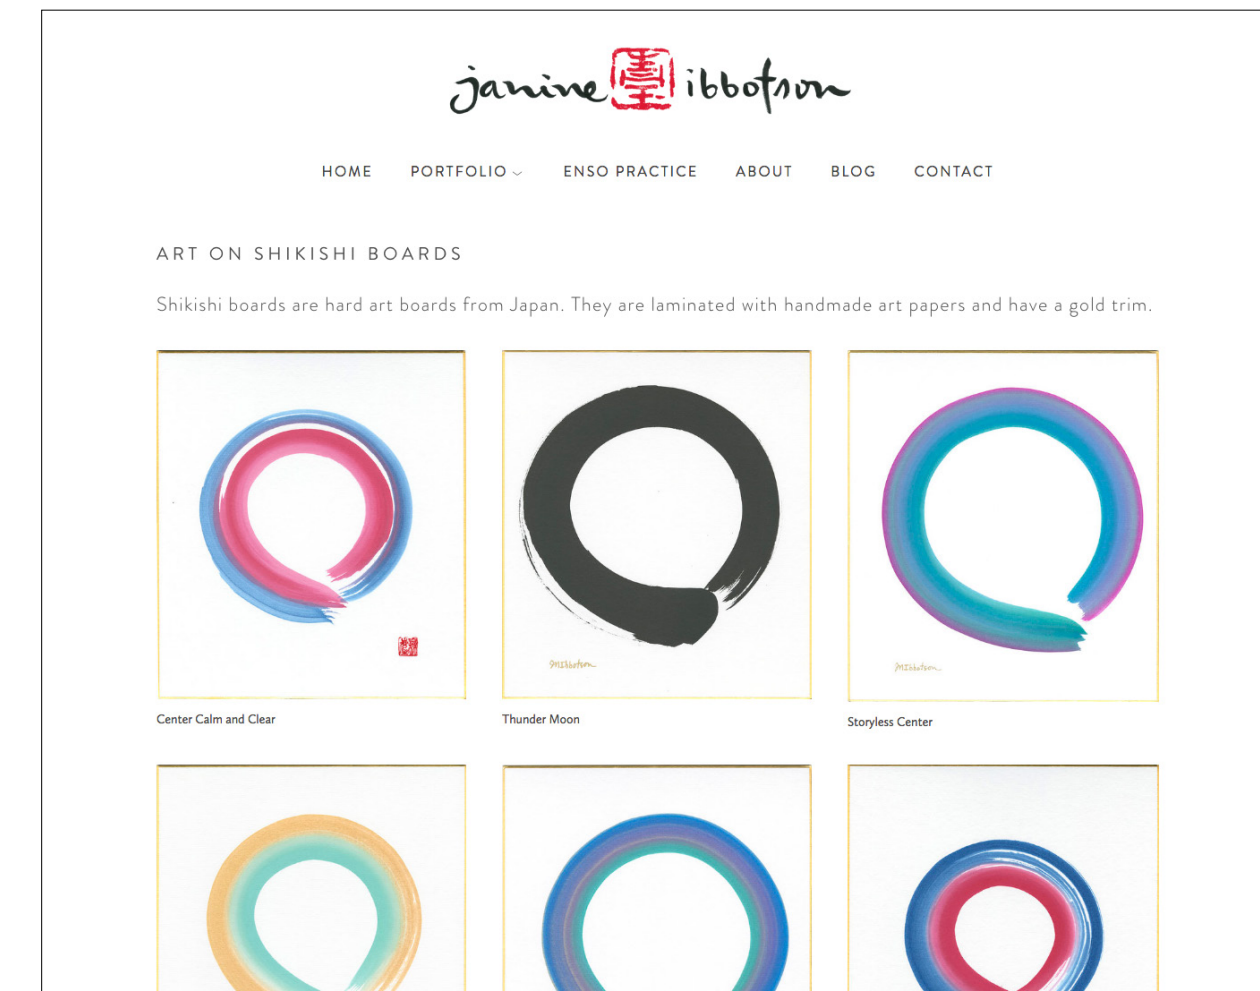 janine ibbotson
HOME PORTFOLIO ENSO PRACTICE ABOUT BLOG CONTACT
ART ON SHIKISHI BOARDS
Shikishi boards are hard art boards from Japan. They are laminated with handmade art papers and have a gold trim.
JMIbbotson
JMIbbotson
Center Calm and Clear
Thunder Moon
Storyless Center